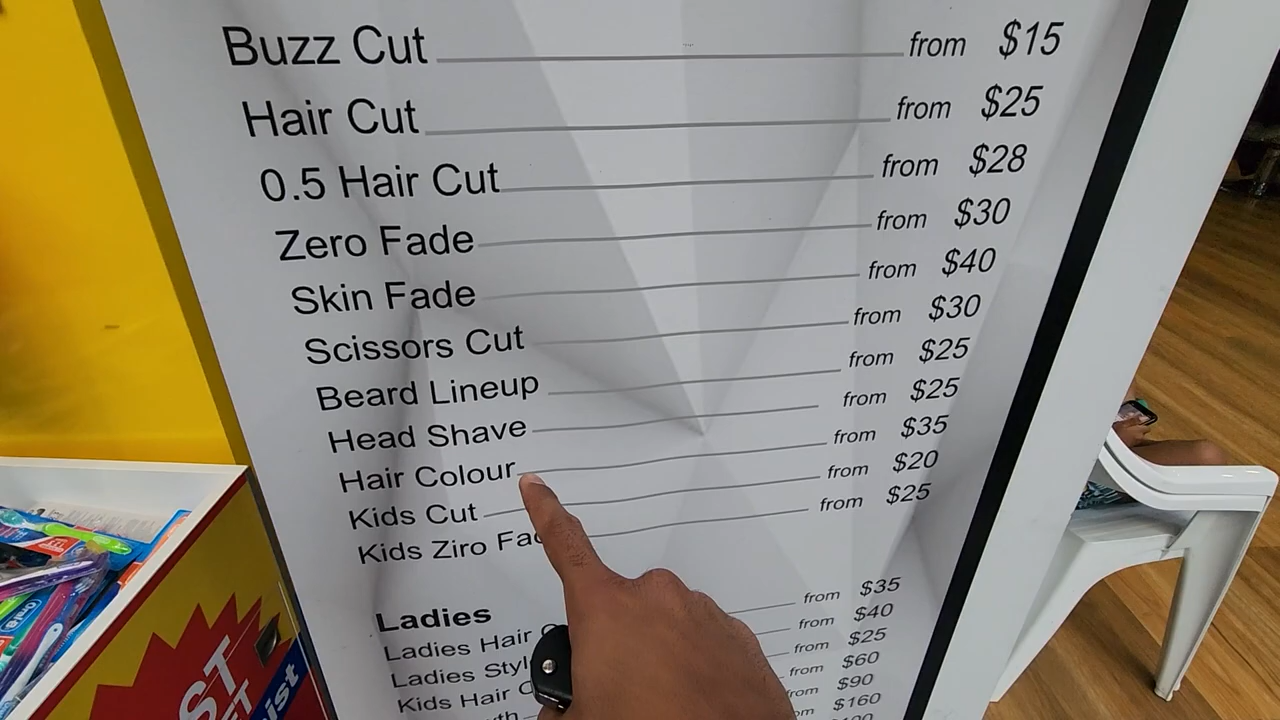 Buzz Cut from $15
Hair Cut from $25
0.5 Hair Cut from $28
Zero Fade from $30
Skin Fade from $40
Scissors Cut from $30
Beard Lineup from $25
Head Shave from $25
Hair Colour from $35
Kids Cut from $20
Kids Ziro from $25
Ladies
Ladies Hair from $35
Ladies from $40
Kids Hair from $25
from $60
from $90
$160